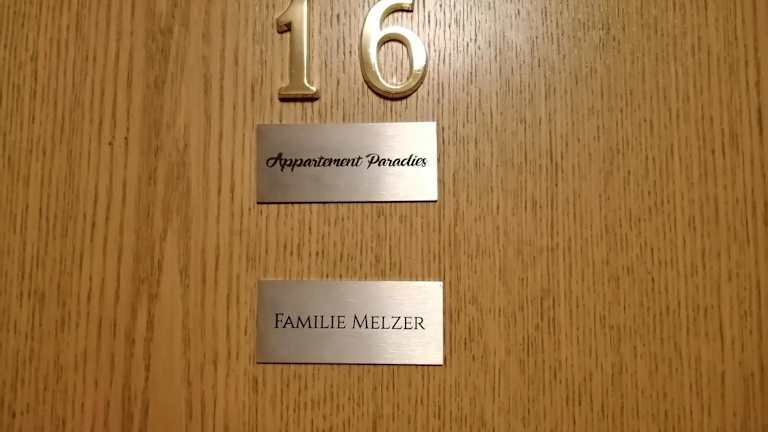 16
Appartement Paradies
FAMILIE MELZER